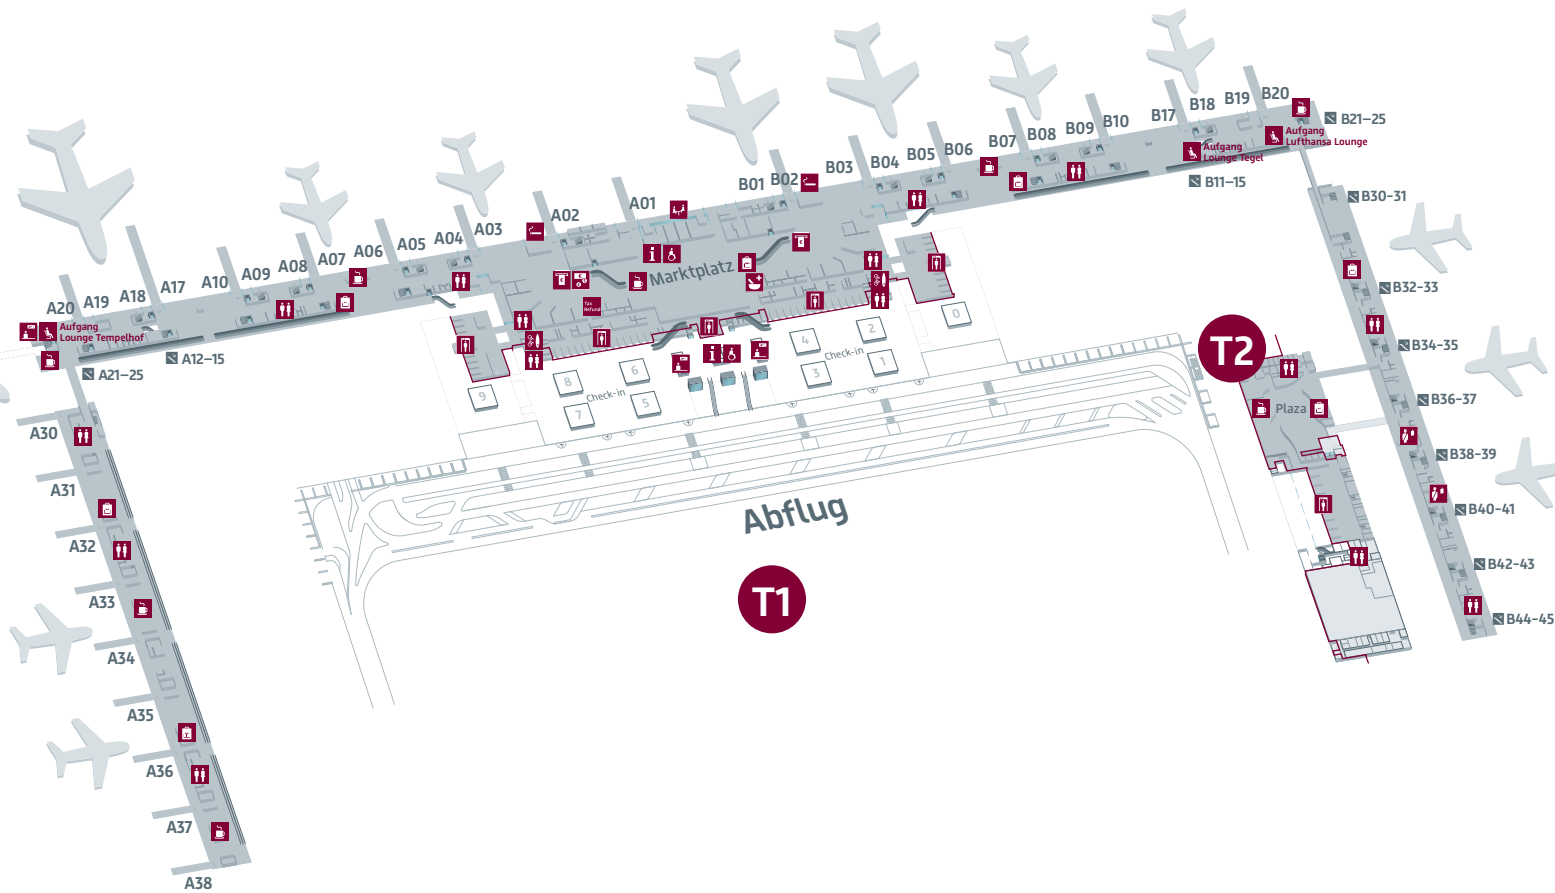 B20
B19
B18
B17
B21–25
Aufgang
Lufthansa Lounge
B10
B09
B08
B07
Aufgang
Lounge Tegel
B11–15
B06
B05
B04
B03
B02
B01
A01
A02
A03
A04
A05
A06
A07
A08
A09
A10
A17
A18
A19
A20
Aufgang
Lounge Tempelhof
A12–15
A21–25
Marktplatz
Tax
Refund
B30-31
B32-33
B34-35
B36-37
B38-39
B40-41
B42-43
B44-45
0
2
4
Check-in
1
3
6
8
Check-in
5
7
9
T2
Plaza
A30
A31
A32
A33
A34
A35
A36
A37
A38
Abflug
T1